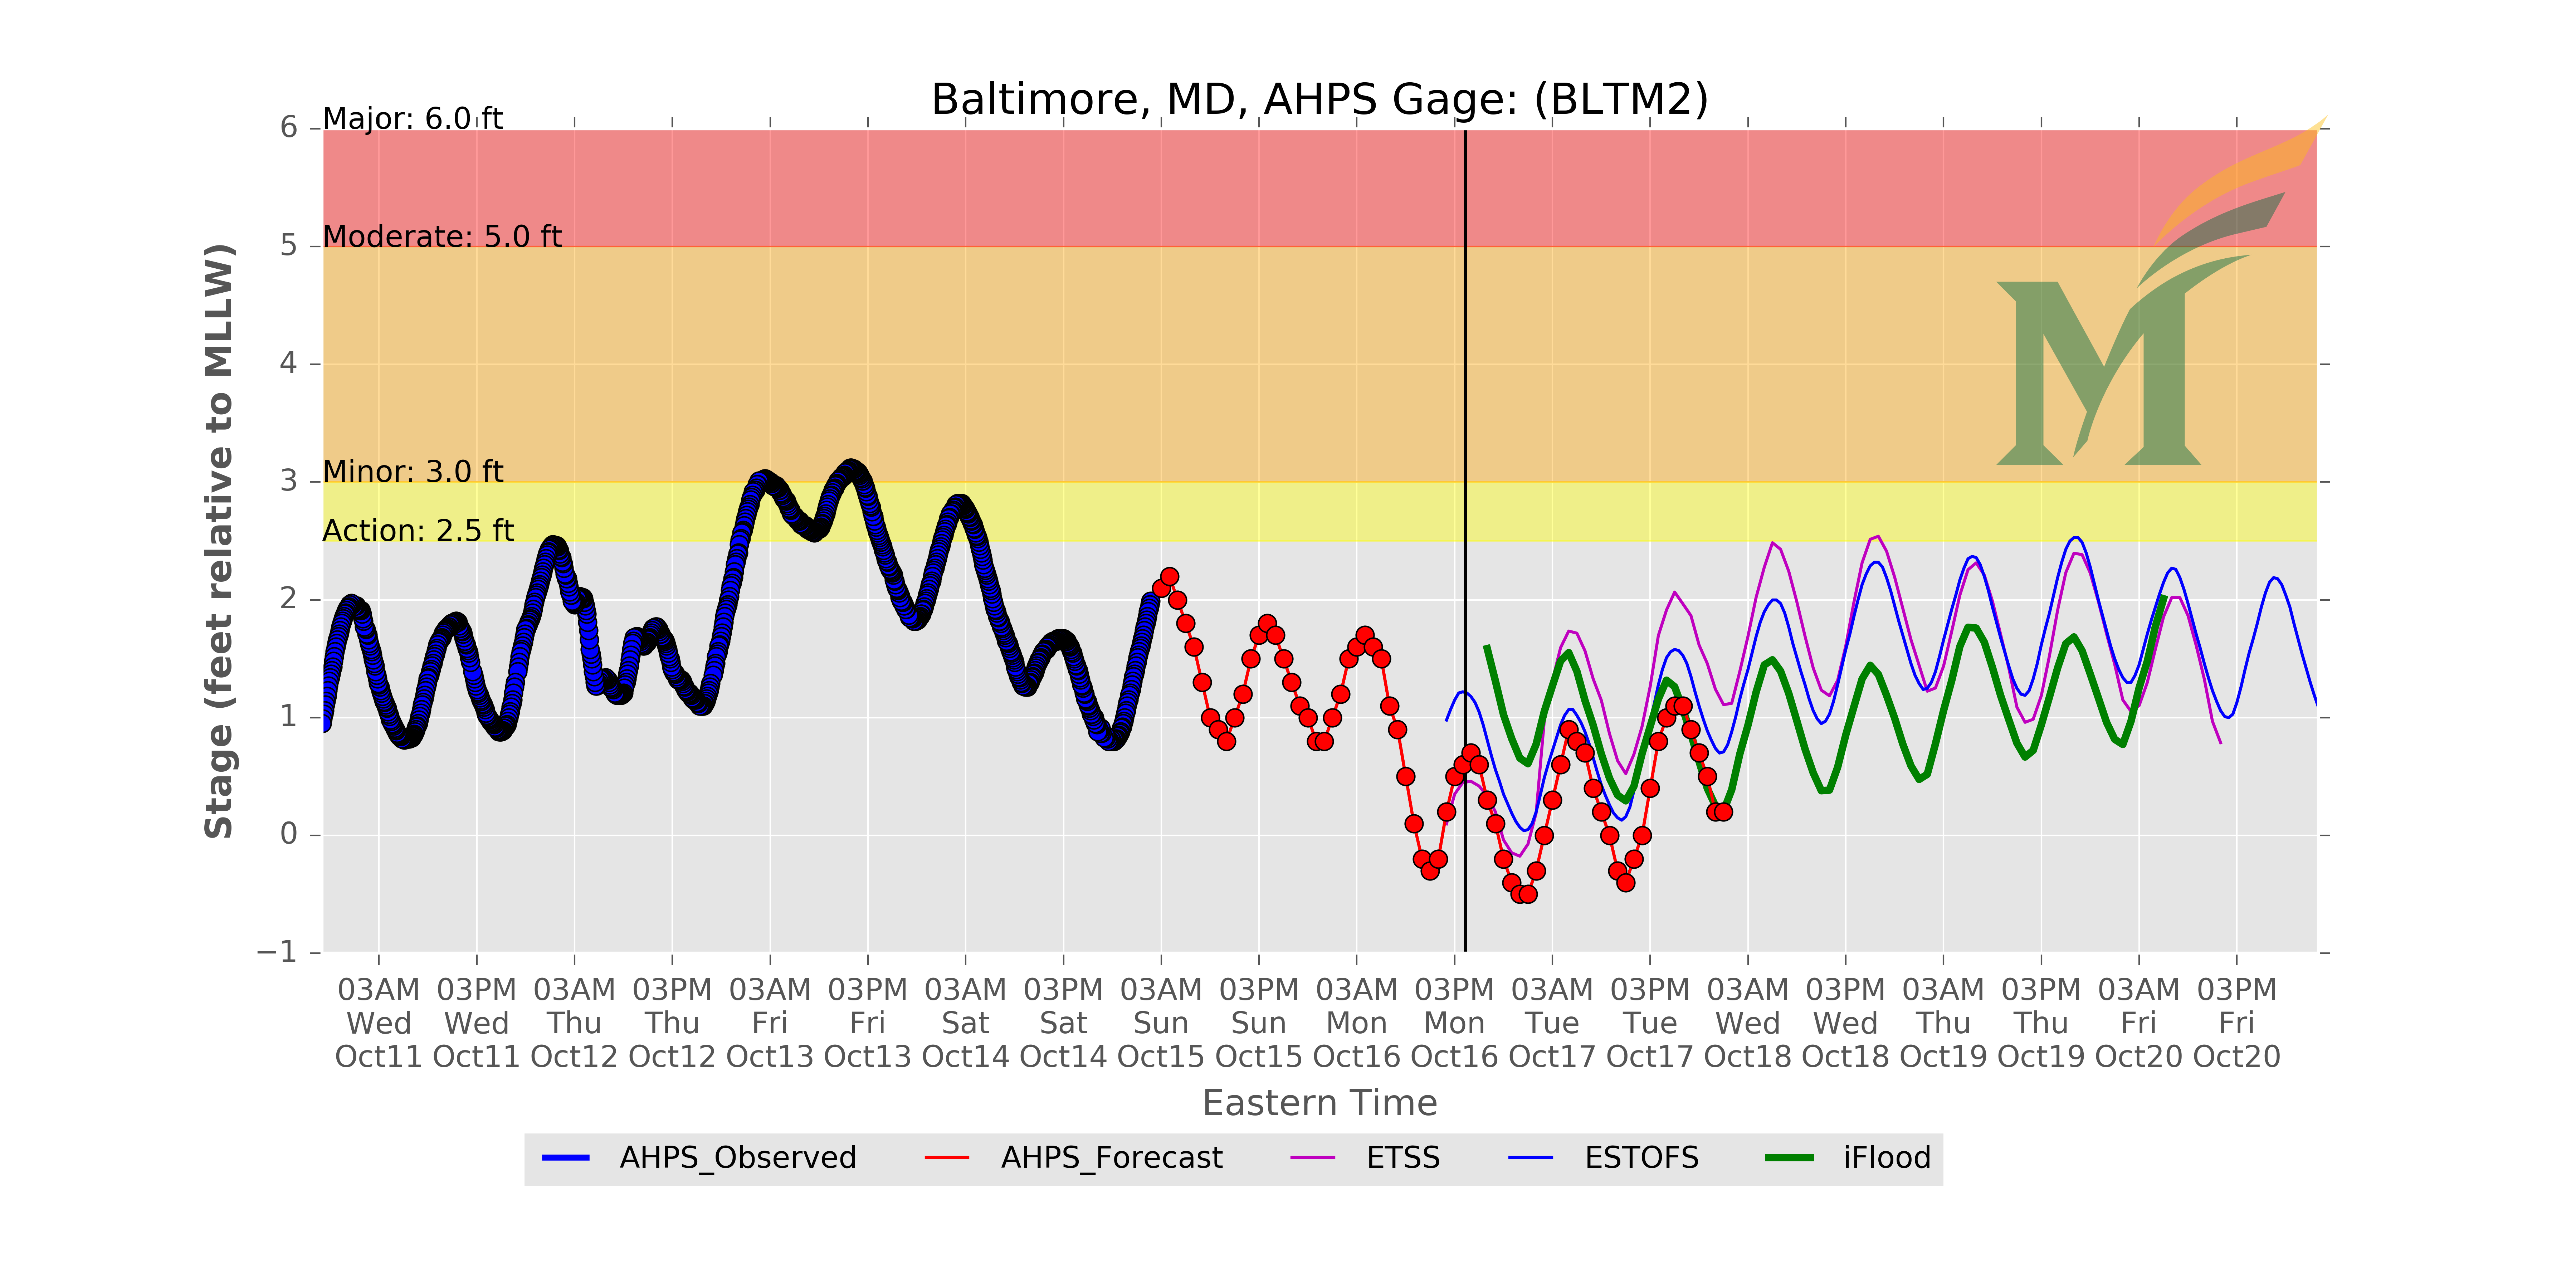 Baltimore, MD, AHPS Gage: (BLTM2)
Major: 6.0 ft
Moderate: 5.0 ft
Minor: 3.0 ft
Action: 2.5 ft
6
5
4
3
2
1
0
−1
Stage (feet relative to MLLW)
M
03AM 03PM 03AM 03PM 03AM 03PM 03AM 03PM 03AM 03PM 03AM 03PM 03AM 03PM 03AM 03PM 03AM 03PM 03AM 03PM
Wed Wed Thu Thu Fri Fri Sat Sat Sun Sun Mon Mon Tue Tue Wed Wed Thu Thu Fri Fri
Oct11 Oct11 Oct12 Oct12 Oct13 Oct13 Oct14 Oct14 Oct15 Oct15 Oct16 Oct16 Oct17 Oct17 Oct18 Oct18 Oct19 Oct19 Oct20 Oct20
Eastern Time
AHPS_Observed AHPS_Forecast ETSS ESTOFS iFlood